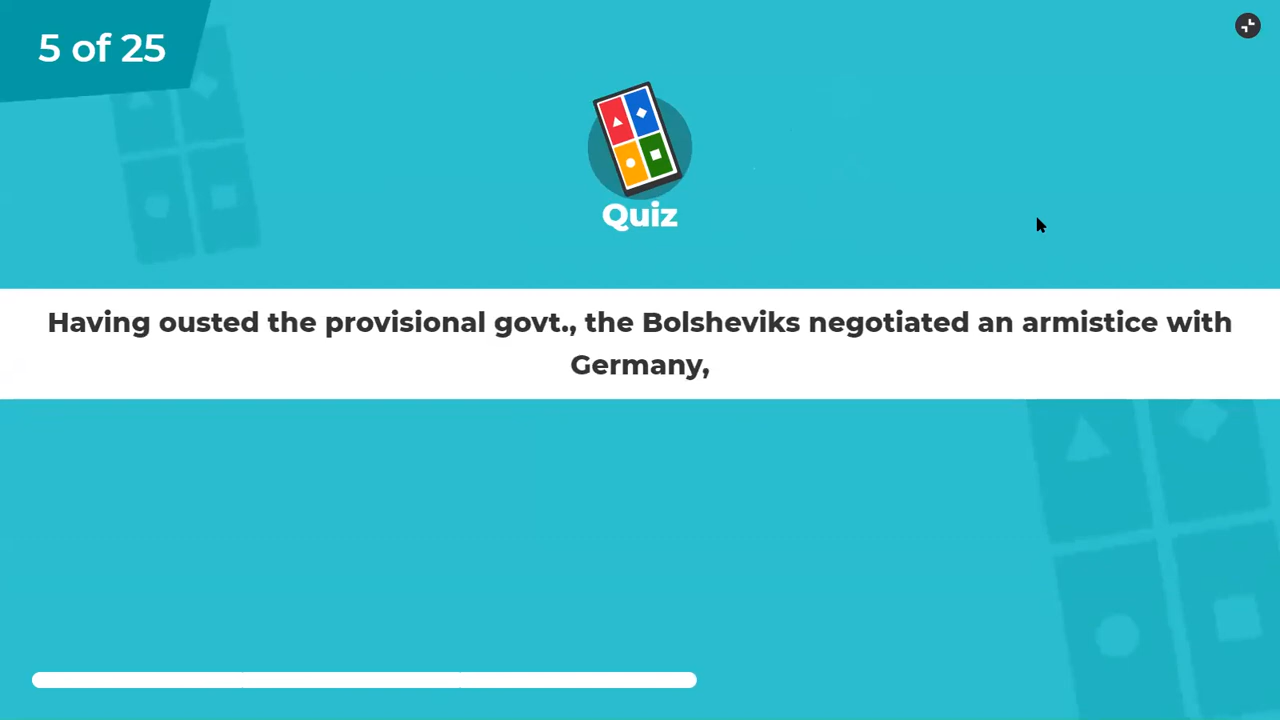 5 of 25
Quiz
Having ousted the provisional govt., the Bolsheviks negotiated an armistice with
Germany,